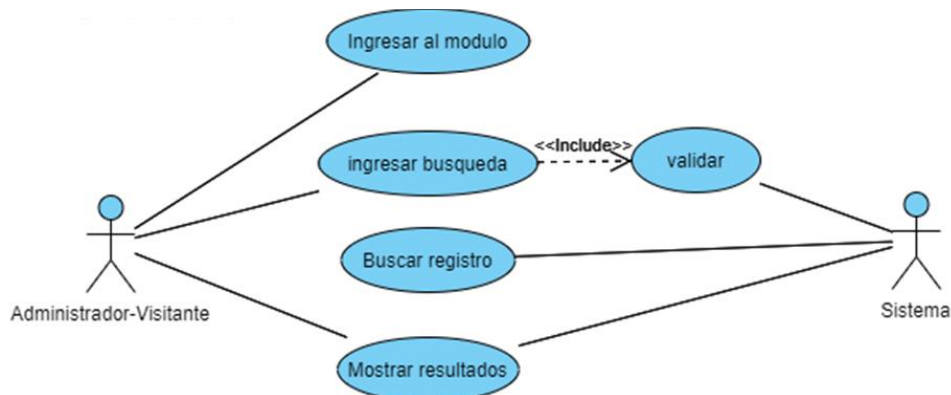 Ingresar al modulo
ingresar busqueda
<<Include>>
validar
Buscar registro
Administrador-Visitante
Sistema
Mostrar resultados